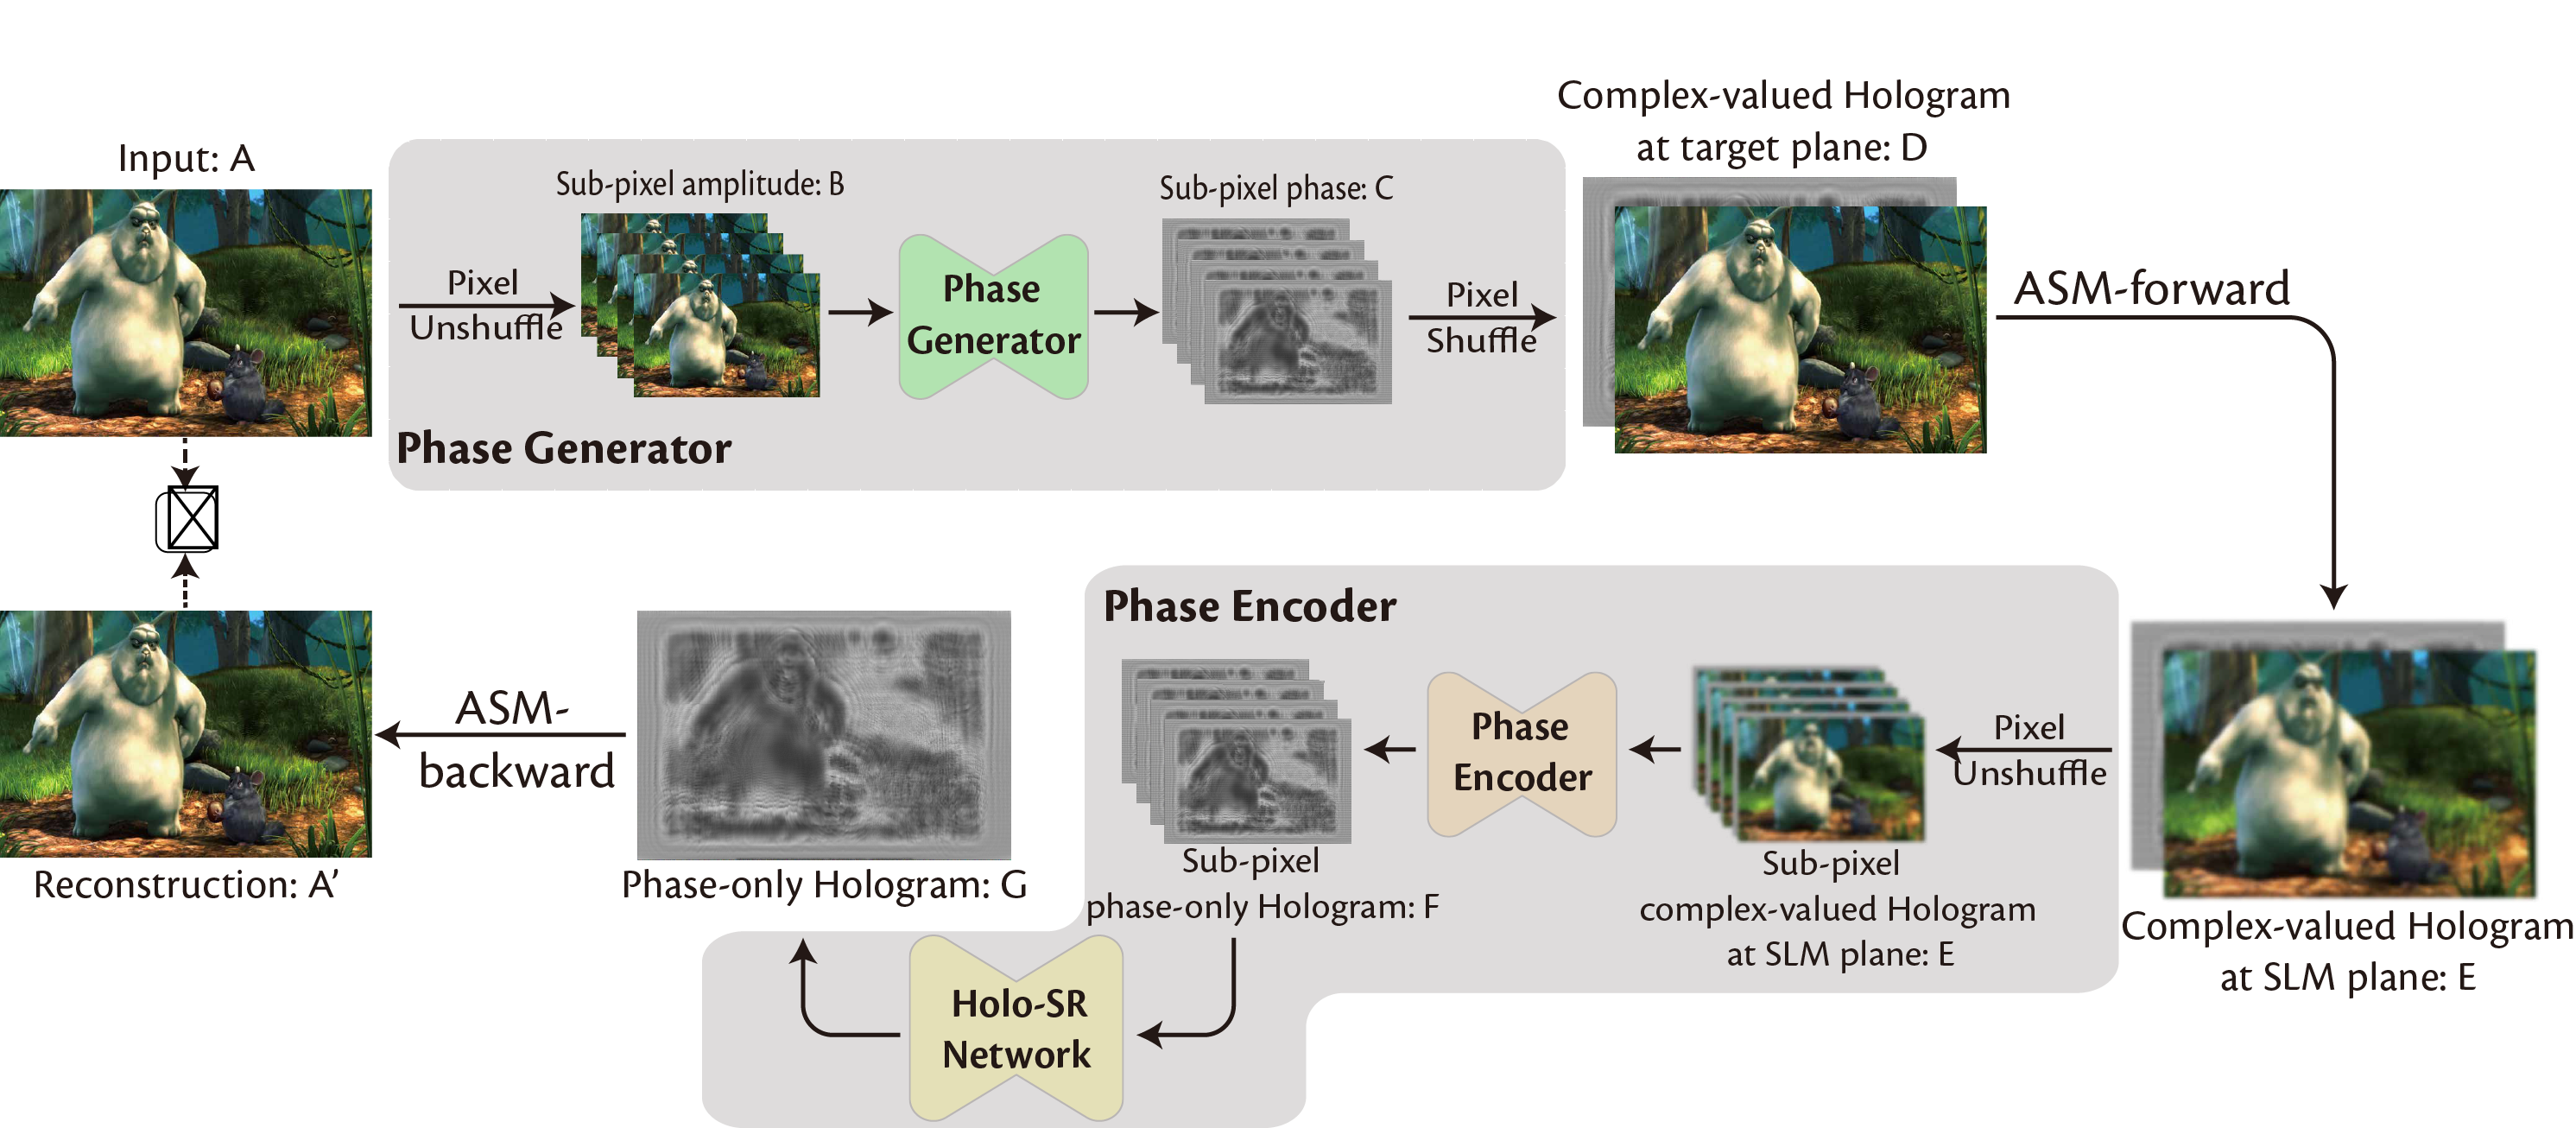 Input: A
Pixel
Unshuffle
Sub-pixel amplitude: B
Phase
Generator
Sub-pixel phase: C
Pixel
Shuffle
Phase Generator
Complex-valued Hologram
at target plane: D
ASM-forward
Complex-valued Hologram
at SLM plane: E
Phase Encoder
Pixel
Unshuffle
Sub-pixel
complex-valued Hologram
at SLM plane: E
Phase
Encoder
Sub-pixel
phase-only Hologram: F
Holo-SR
Network
Phase-only Hologram: G
ASM-
backward
Reconstruction: A’